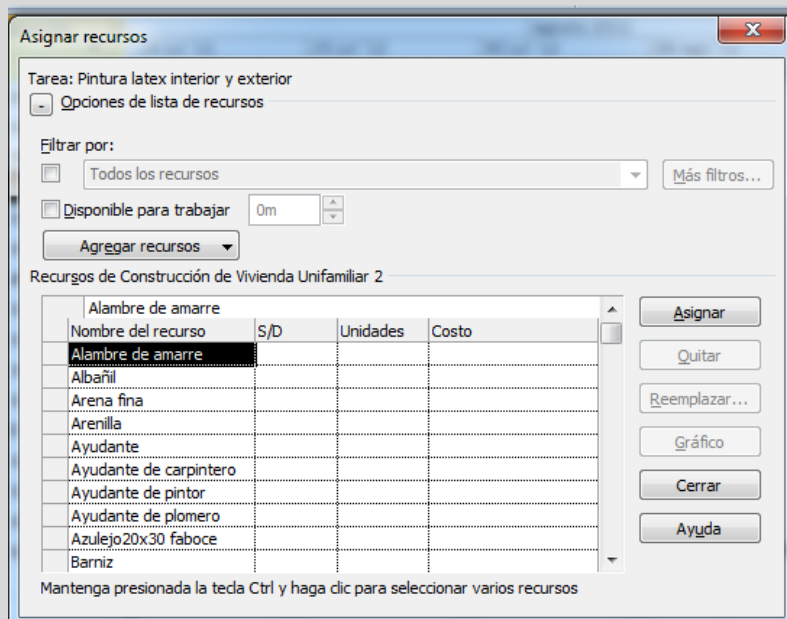 Asignar recursos
Tarea: Pintura latex interior y exterior
- Opciones de lista de recursos
Filtrar por:
Todos los recursos
Más filtros...
Disponible para trabajar 0m
Agregar recursos
Recursos de Construcción de Vivienda Unifamiliar 2
Alambre de amarre
Nombre del recurso S/D Unidades Costo
Alambre de amarre
Albañil
Arena fina
Arenilla
Ayudante
Ayudante de carpintero
Ayudante de pintor
Ayudante de plomero
Azulejo20x30 faboce
Barniz
Asignar
Quitar
Reemplazar...
Gráfico
Cerrar
Ayuda
Mantenga presionada la tecla Ctrl y haga clic para seleccionar varios recursos